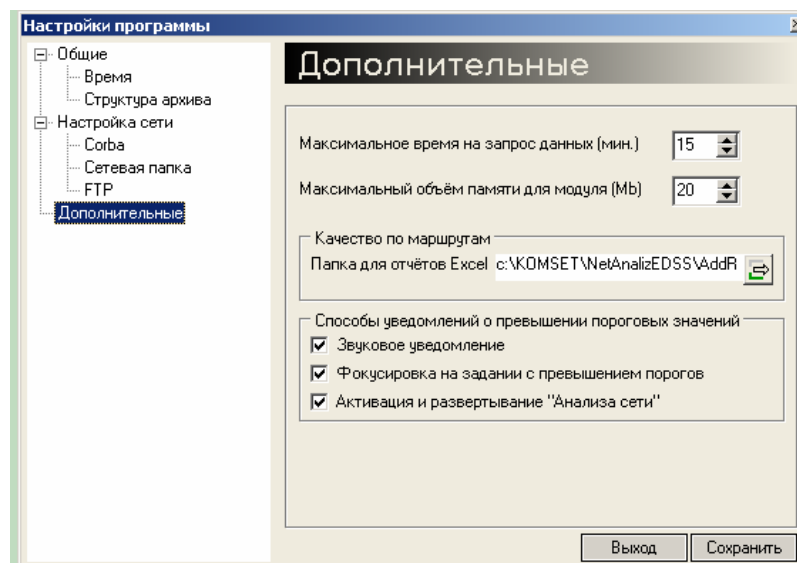 Настройки программы
Общие
Время
Структура архива
Настройка сети
Corba
Сетевая папка
FTP
Дополнительные
Дополнительные
Максимальное время на запрос данных (мин.) 15
Максимальный объём памяти для модуля (Mb) 20
Качество по маршрутам
Папка для отчётов Excel c:\KOMSET\NetAnalizEDSS\AddR
Способы уведомлений о превышении пороговых значений
Звуковое уведомление
Фокусировка на задании с превышением порогов
Активация и развертывание "Анализа сети"
Выход Сохранить